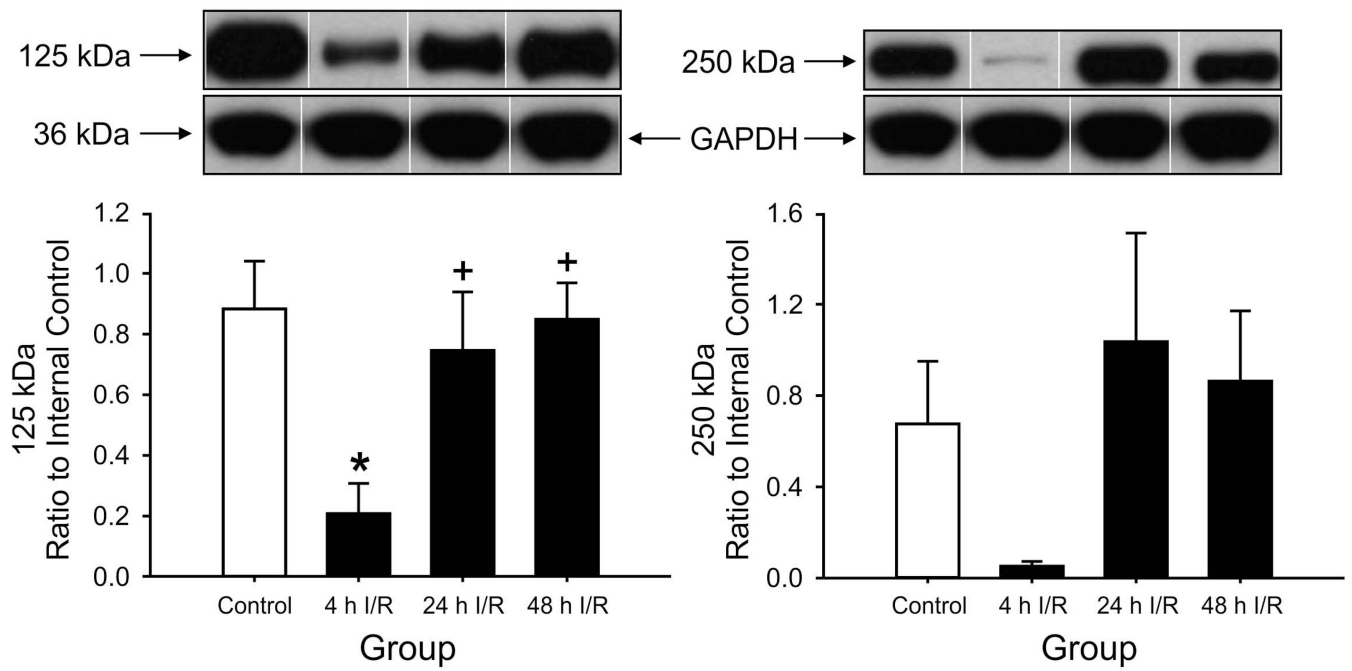 125 kDa
250 kDa
36 kDa
GAPDH
125 kDa
Ratio to Internal Control
1.2
1.0
0.8
0.6
0.4
0.2
0.0
+
+
*
Control
4 h I/R
24 h I/R
48 h I/R
Group
250 kDa
Ratio to Internal Control
1.6
1.2
0.8
0.4
0.0
Control
4 h I/R
24 h I/R
48 h I/R
Group